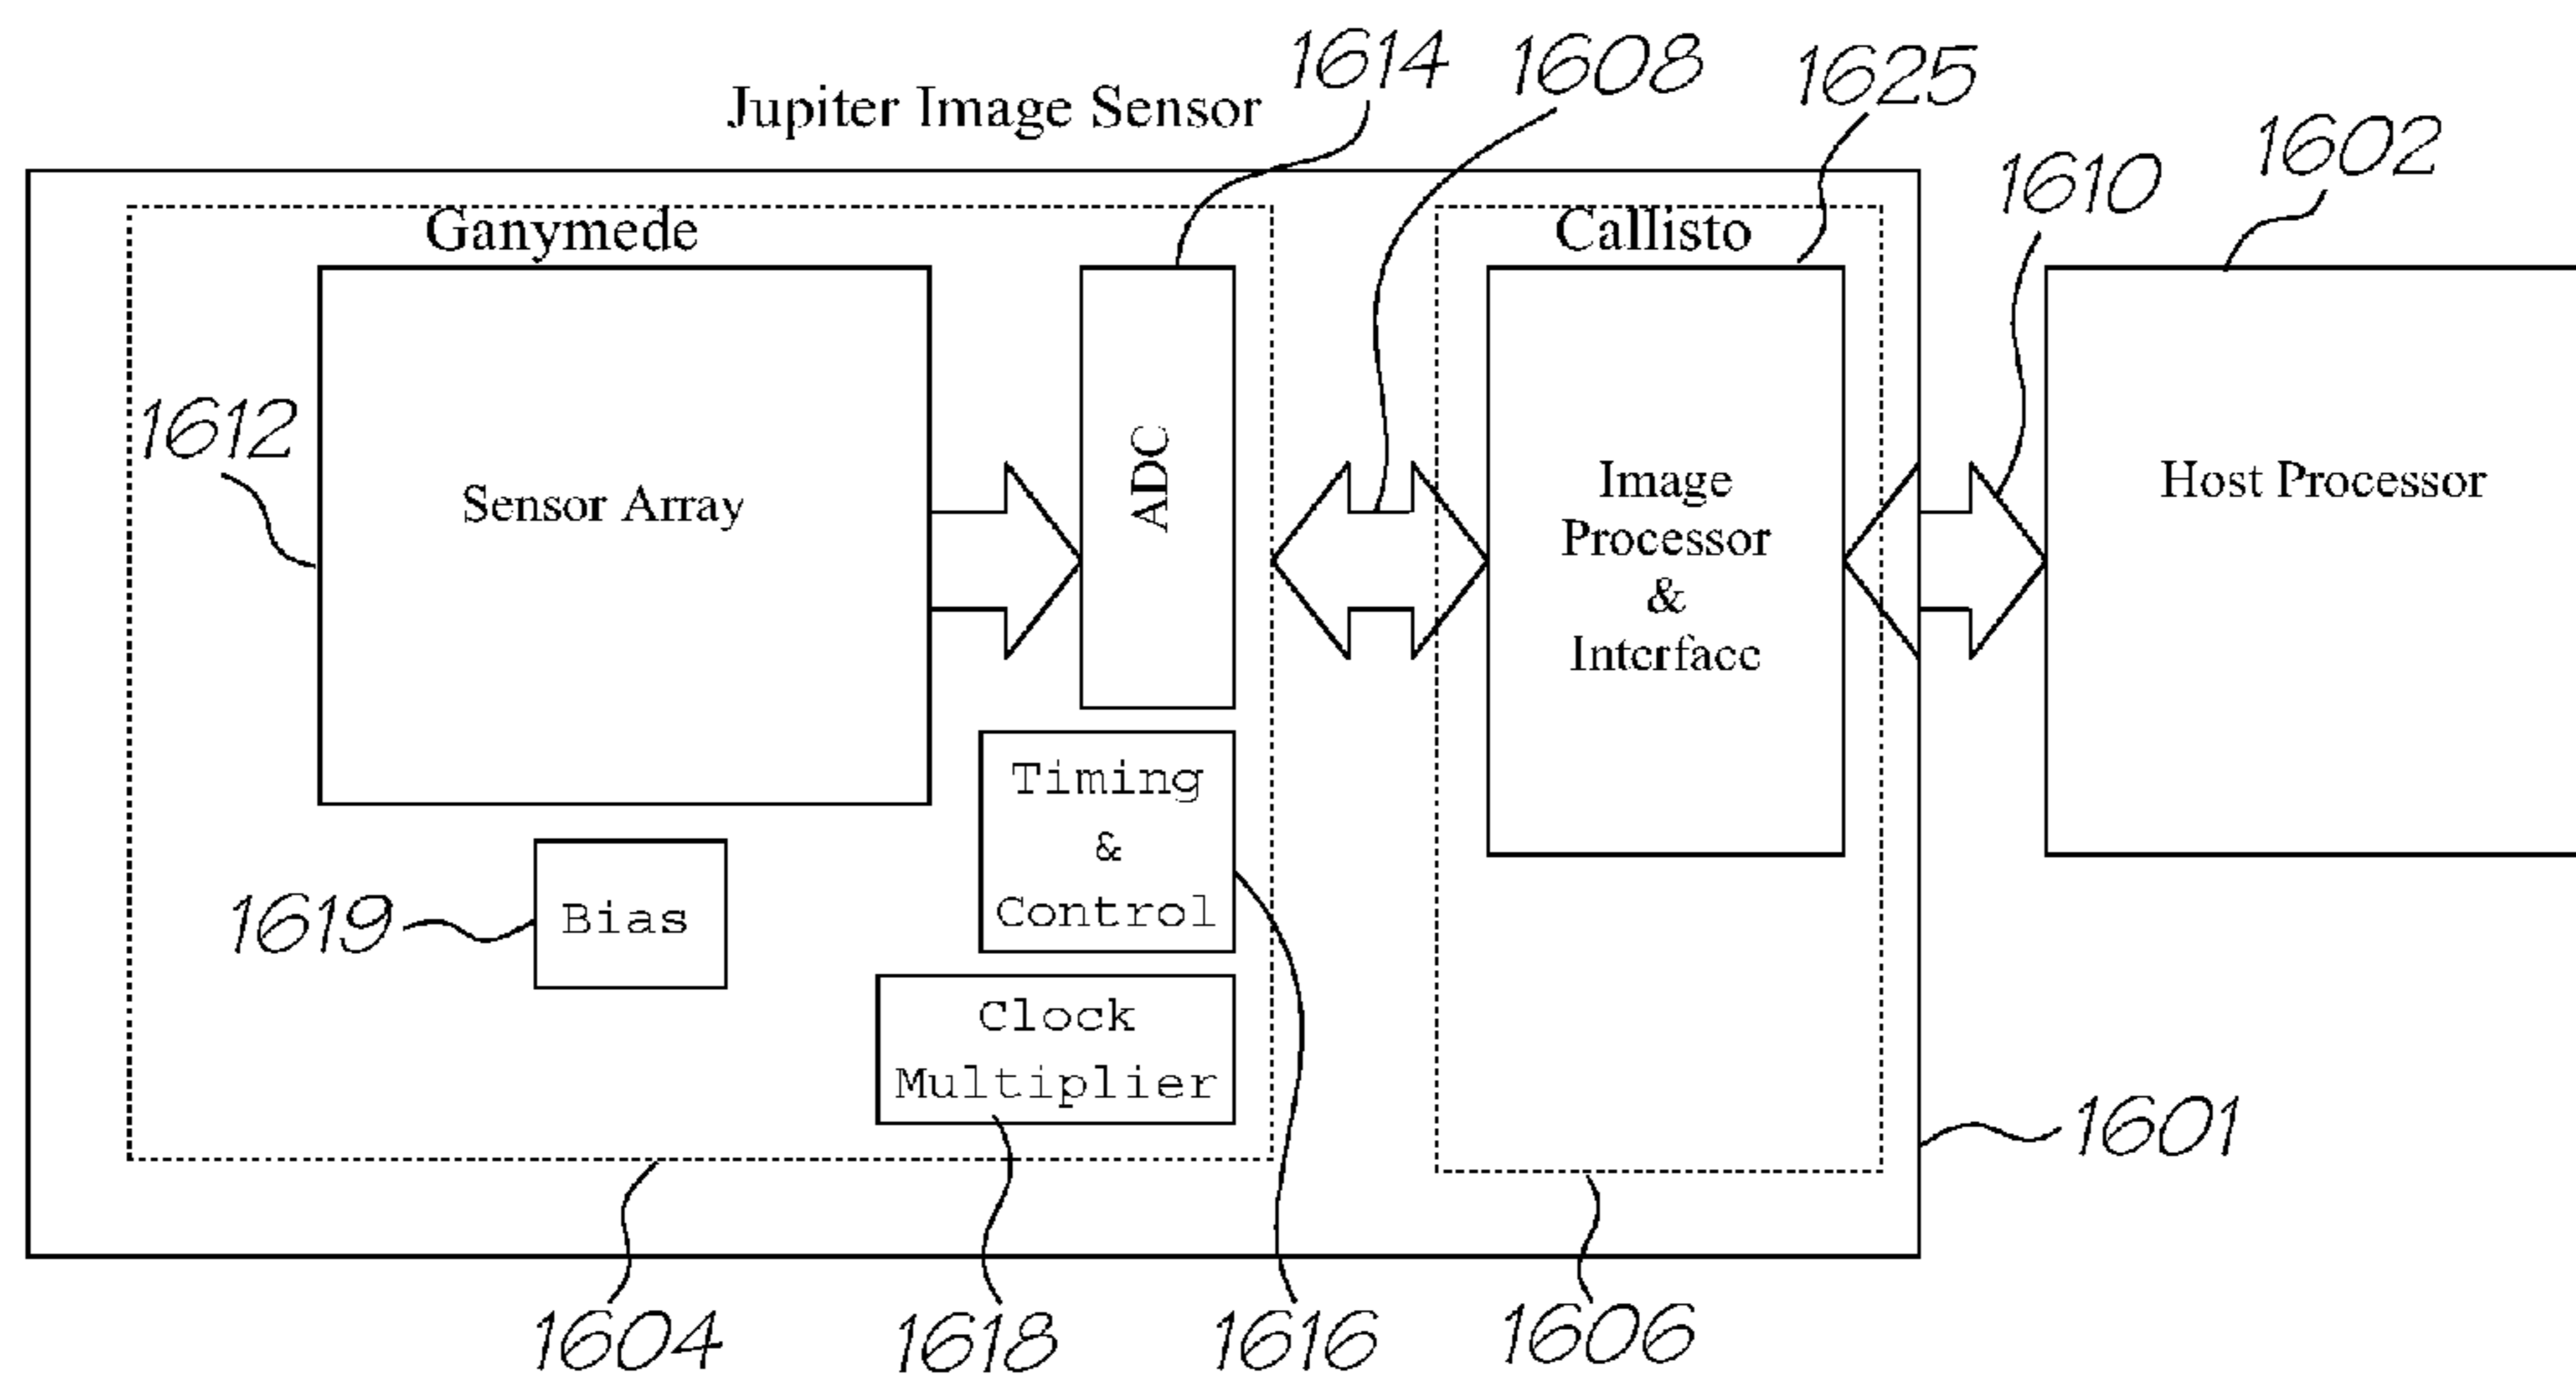 1614
1608
1625
Jupiter Image Sensor
1602
1610
Ganymede
Callisto
1612
Sensor Array
ADC
Image
Processor
&
Interface
Host Processor
Timing
&
Control
1619
Bias
Clock
Multiplier
1601
1604
1618
1616
1606